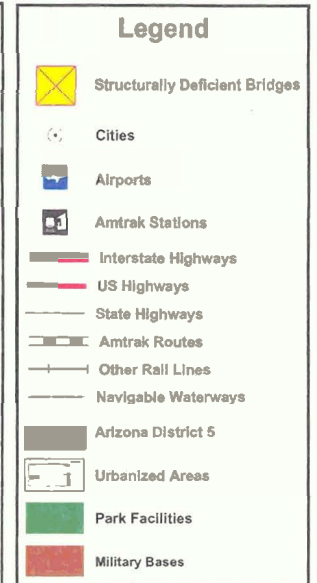 Legend
Structurally Deficient Bridges
Cities
Airports
Amtrak Stations
Interstate Highways
US Highways
State Highways
Amtrak Routes
Other Rail Lines
Navigable Waterways
Arizona District 5
Urbanized Areas
Park Facilities
Military Bases